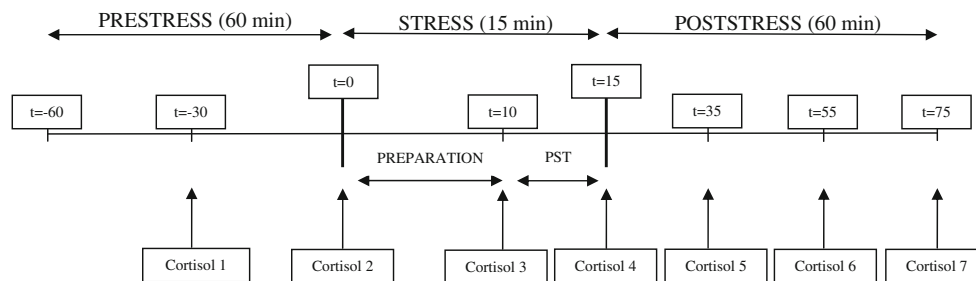 PRESTRESS (60 min) STRESS (15 min) POSTSTRESS (60 min)
t=0 t=15
t=-60 t=-30 t=10 t=35 t=55 t=75
PREPARATION PST
Cortisol 1 Cortisol 2 Cortisol 3 Cortisol 4 Cortisol 5 Cortisol 6 Cortisol 7